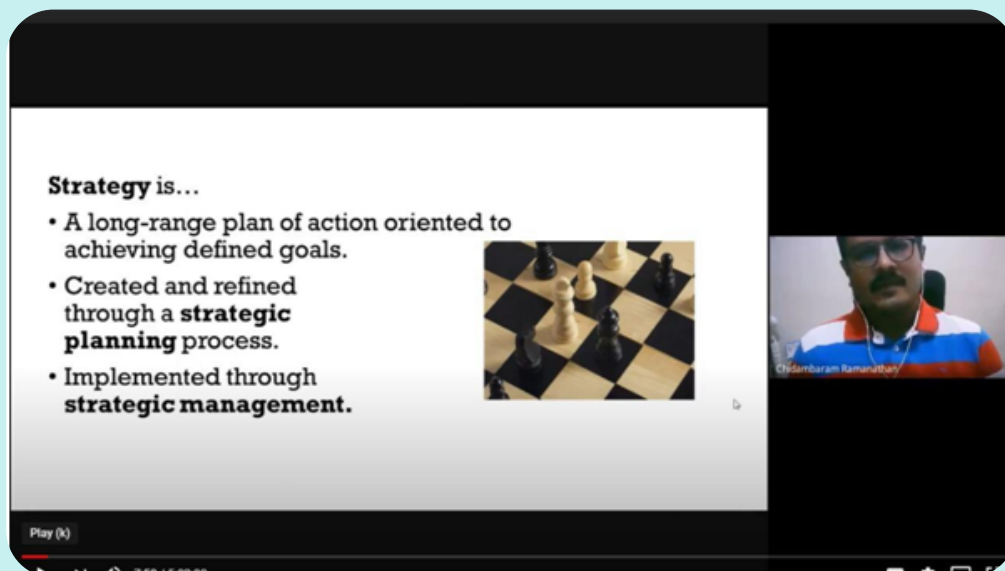 Strategy is...
• A long-range plan of action oriented to
achieving defined goals.
• Created and refined
through a strategic
planning process.
• Implemented through
strategic management.
Chidambaram Ramanathan
Play (k)